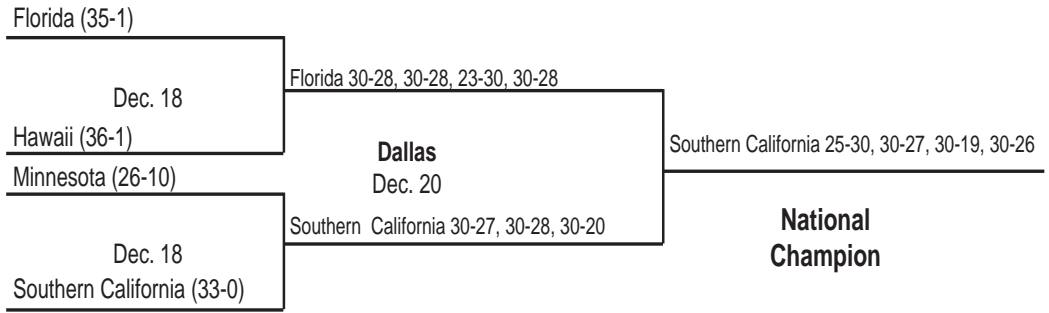 Florida (35-1)
Dec. 18
Hawaii (36-1)
Florida 30-28, 30-28, 23-30, 30-28
Minnesota (26-10)
Dec. 18
Southern California (33-0)
Southern California 30-27, 30-28, 30-20
Dallas
Dec. 20
Southern California 25-30, 30-27, 30-19, 30-26
National
Champion